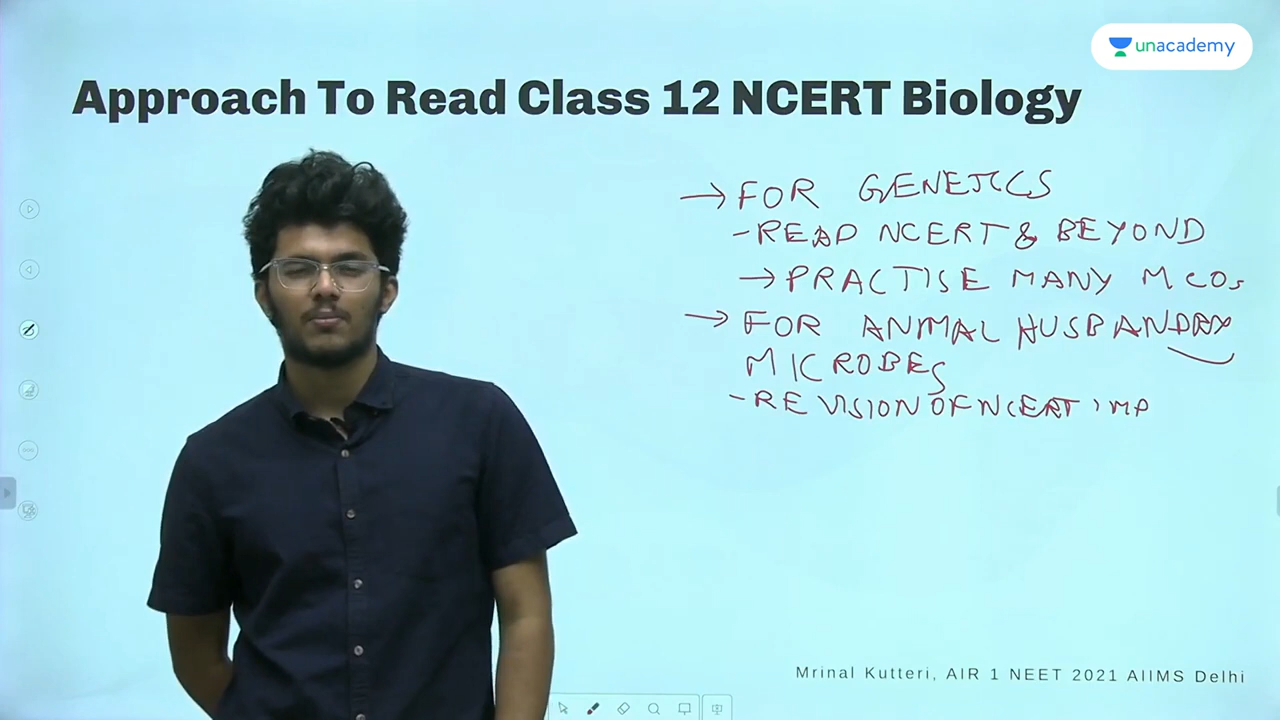 unacademy
Approach To Read Class 12 NCERT Biology
→ FOR GENETICS
- READ NCERT & BEYOND
→ PRACTISE MANY MCQs
→ FOR ANIMAL HUSBANDRY
MICROBES
- REVISION OF NCERT IMP
Mrinal Kutteri, AIR 1 NEET 2021 AIIMS Delhi